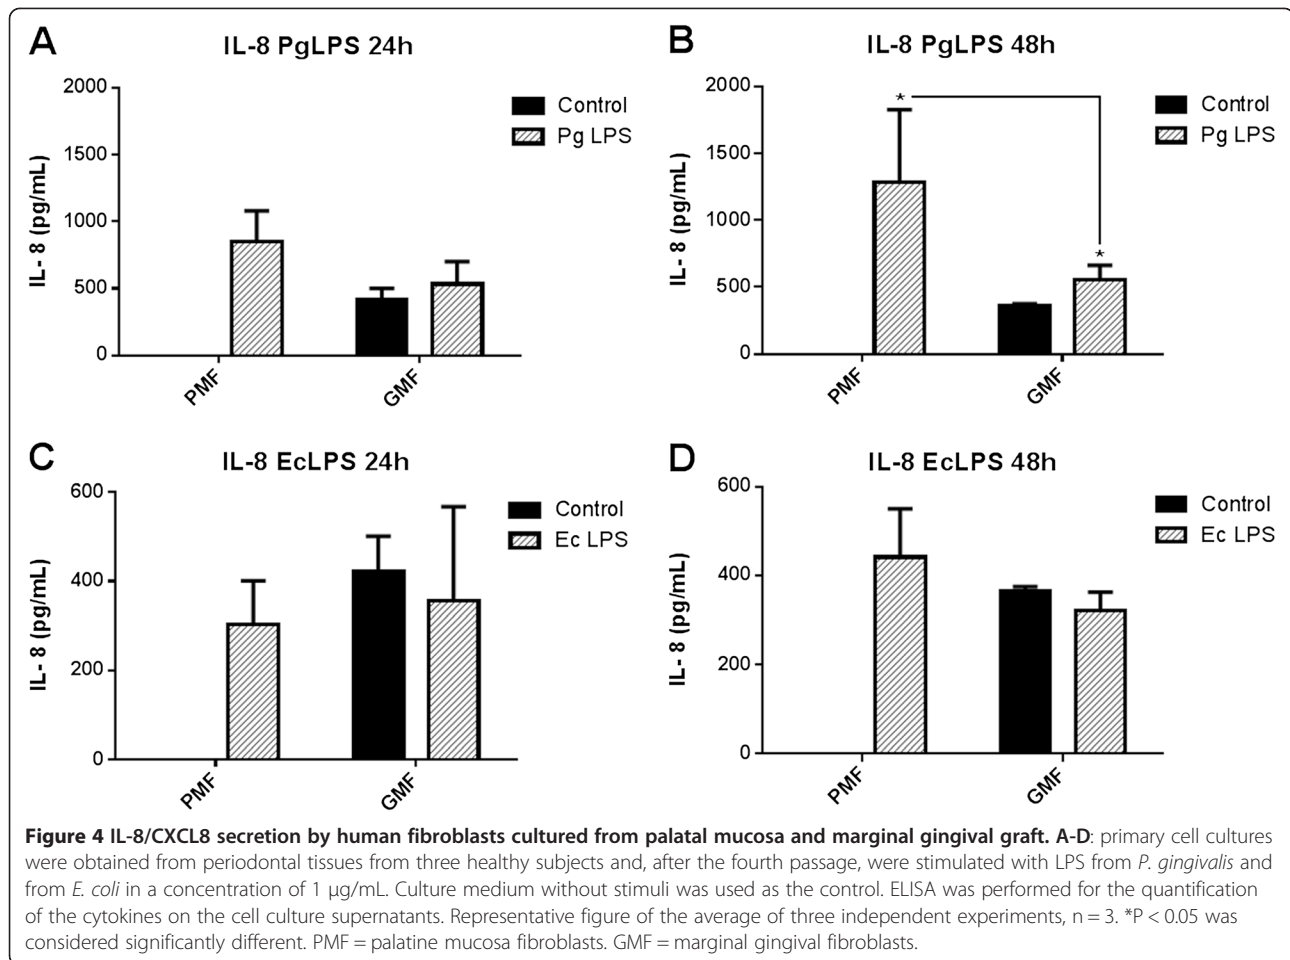 A
IL-8 PgLPS 24h
2000
1500
1000
500
0
IL- 8 (pg/mL)
Control
Pg LPS
PMF
GMF
B
IL-8 PgLPS 48h
2000
1500
1000
500
0
IL- 8 (pg/mL)
*
*
Control
Pg LPS
PMF
GMF
C
IL-8 EcLPS 24h
600
400
200
0
IL- 8 (pg/mL)
Control
Ec LPS
PMF
GMF
D
IL-8 EcLPS 48h
600
400
200
0
IL- 8 (pg/mL)
Control
Ec LPS
PMF
GMF
Figure 4 IL-8/CXCL8 secretion by human fibroblasts cultured from palatal mucosa and marginal gingival graft. A-D: primary cell cultures
were obtained from periodontal tissues from three healthy subjects and, after the fourth passage, were stimulated with LPS from P. gingivalis and
from E. coli in a concentration of 1 μg/mL. Culture medium without stimuli was used as the control. ELISA was performed for the quantification
of the cytokines on the cell culture supernatants. Representative figure of the average of three independent experiments, n = 3. *P < 0.05 was
considered significantly different. PMF = palatine mucosa fibroblasts. GMF = marginal gingival fibroblasts.